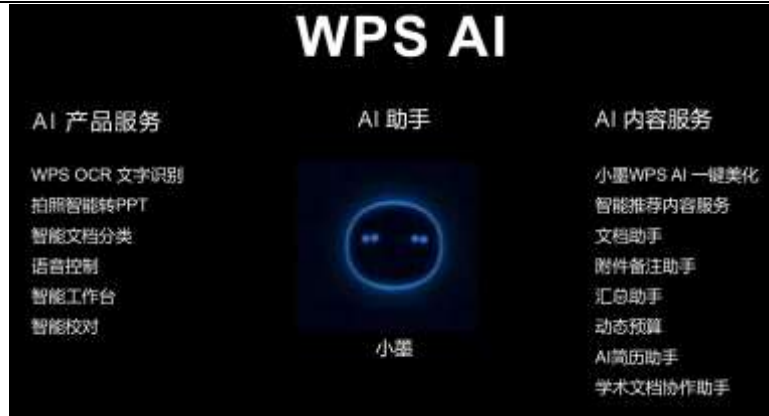 WPS AI
AI 产品服务
WPS OCR 文字识别
拍照智能转PPT
智能文档分类
语音控制
智能工作台
智能校对
AI 助手
小墨
AI 内容服务
小墨WPS AI 一键美化
智能推荐内容服务
文档助手
附件备注助手
汇总助手
动态预算
AI简历助手
学术文档协作助手